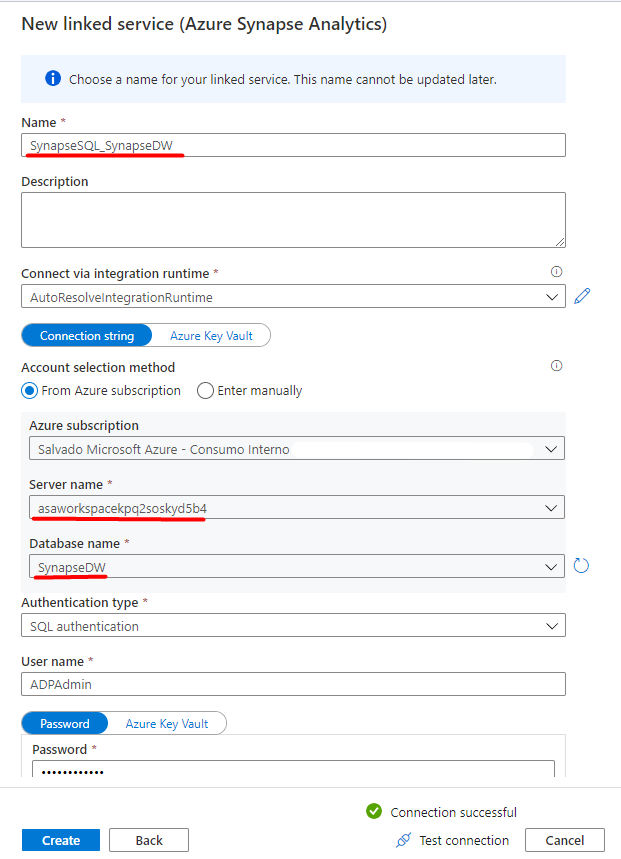 New linked service (Azure Synapse Analytics)
Choose a name for your linked service. This name cannot be updated later.
Name *
SynapseSQL_SynapseDW
Description
Connect via integration runtime *
AutoResolveIntegrationRuntime
Connection string Azure Key Vault
Account selection method
From Azure subscription Enter manually
Azure subscription
Salvado Microsoft Azure - Consumo Interno
Server name *
asaworkspacekpq2soskyd5b4
Database name *
SynapseDW
Authentication type *
SQL authentication
User name *
ADPAdmin
Password Azure Key Vault
Password *
••••••••••••
Connection successful
Create Back Test connection Cancel